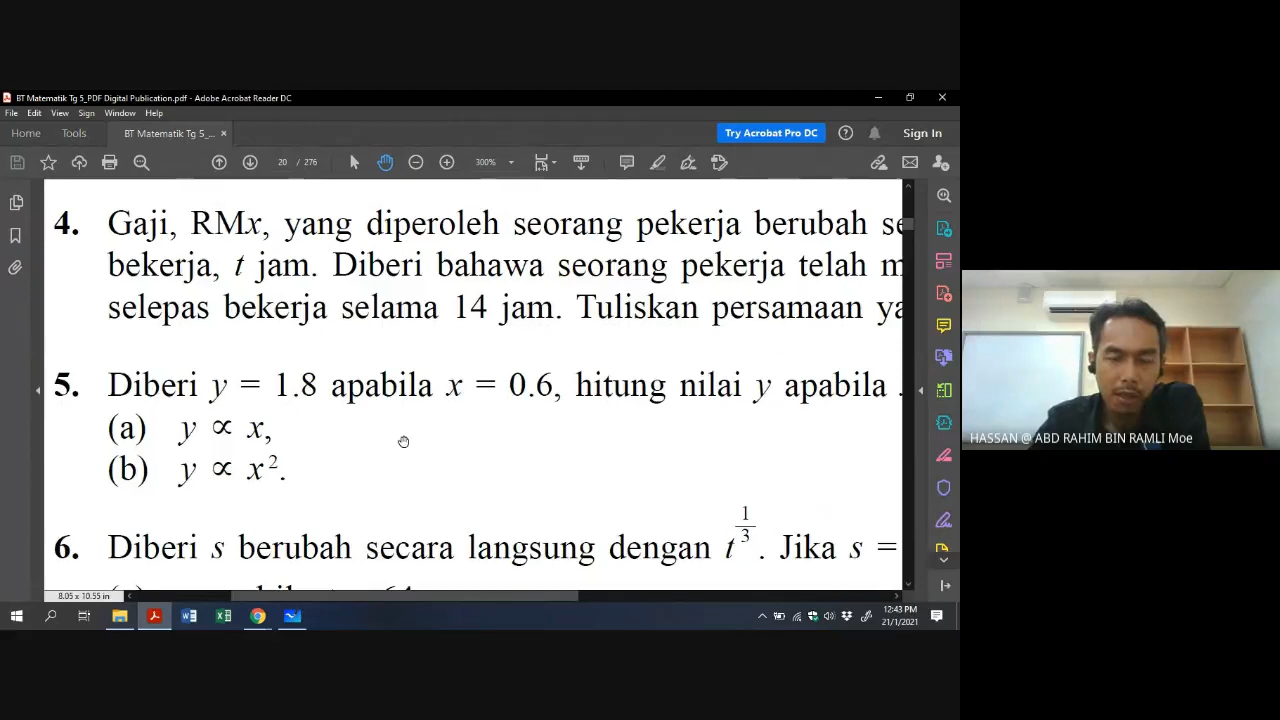 BT Matematik Tg 5_PDF Digital Publication.pdf - Adobe Acrobat Reader DC
File Edit View Sign Window Help
Home Tools BT Matematik Tg 5_... × Try Acrobat Pro DC Sign In
20 / 276 300%
4. Gaji, RMx, yang diperoleh seorang pekerja berubah se
bekerja, t jam. Diberi bahawa seorang pekerja telah m
selepas bekerja selama 14 jam. Tuliskan persamaan ya
5. Diberi y = 1.8 apabila x = 0.6, hitung nilai y apabila
(a) y ∝ x,
(b) y ∝ x².
6. Diberi s berubah secara langsung dengan t^(1/3). Jika s =
8.05 x 10.55 in
12:43 PM
21/1/2021
HASSAN @ ABD RAHIM BIN RAMLI Moe